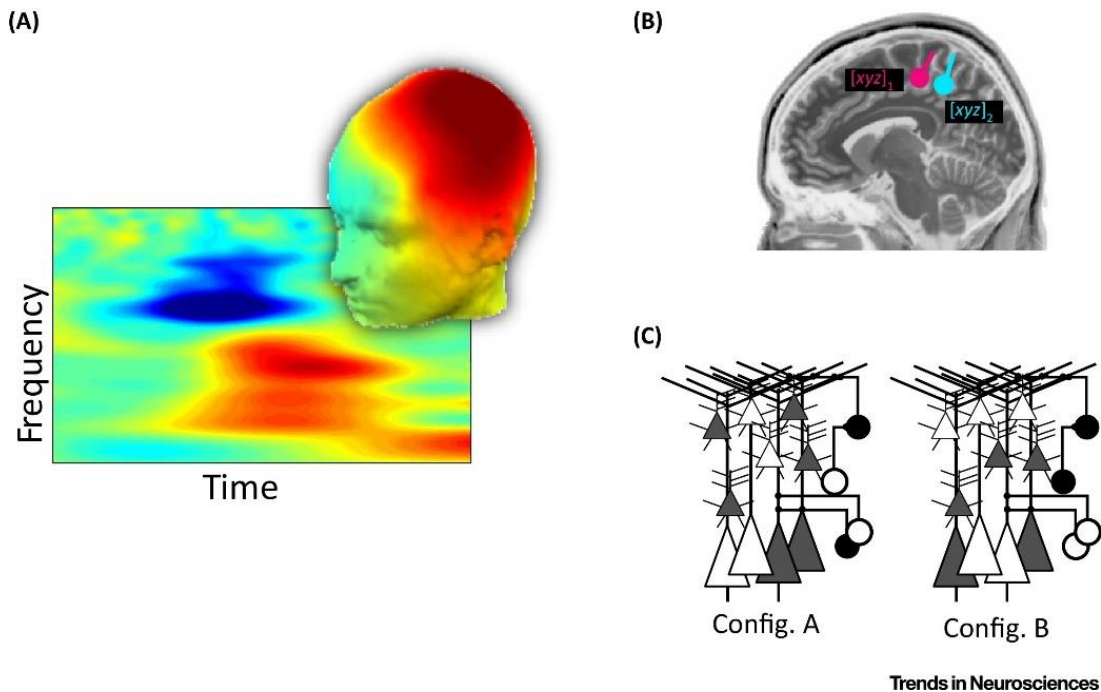 (A)
Frequency
Time
(B)
[xyz]1
[xyz]2
(C)
Config. A
Config. B
Trends in Neurosciences